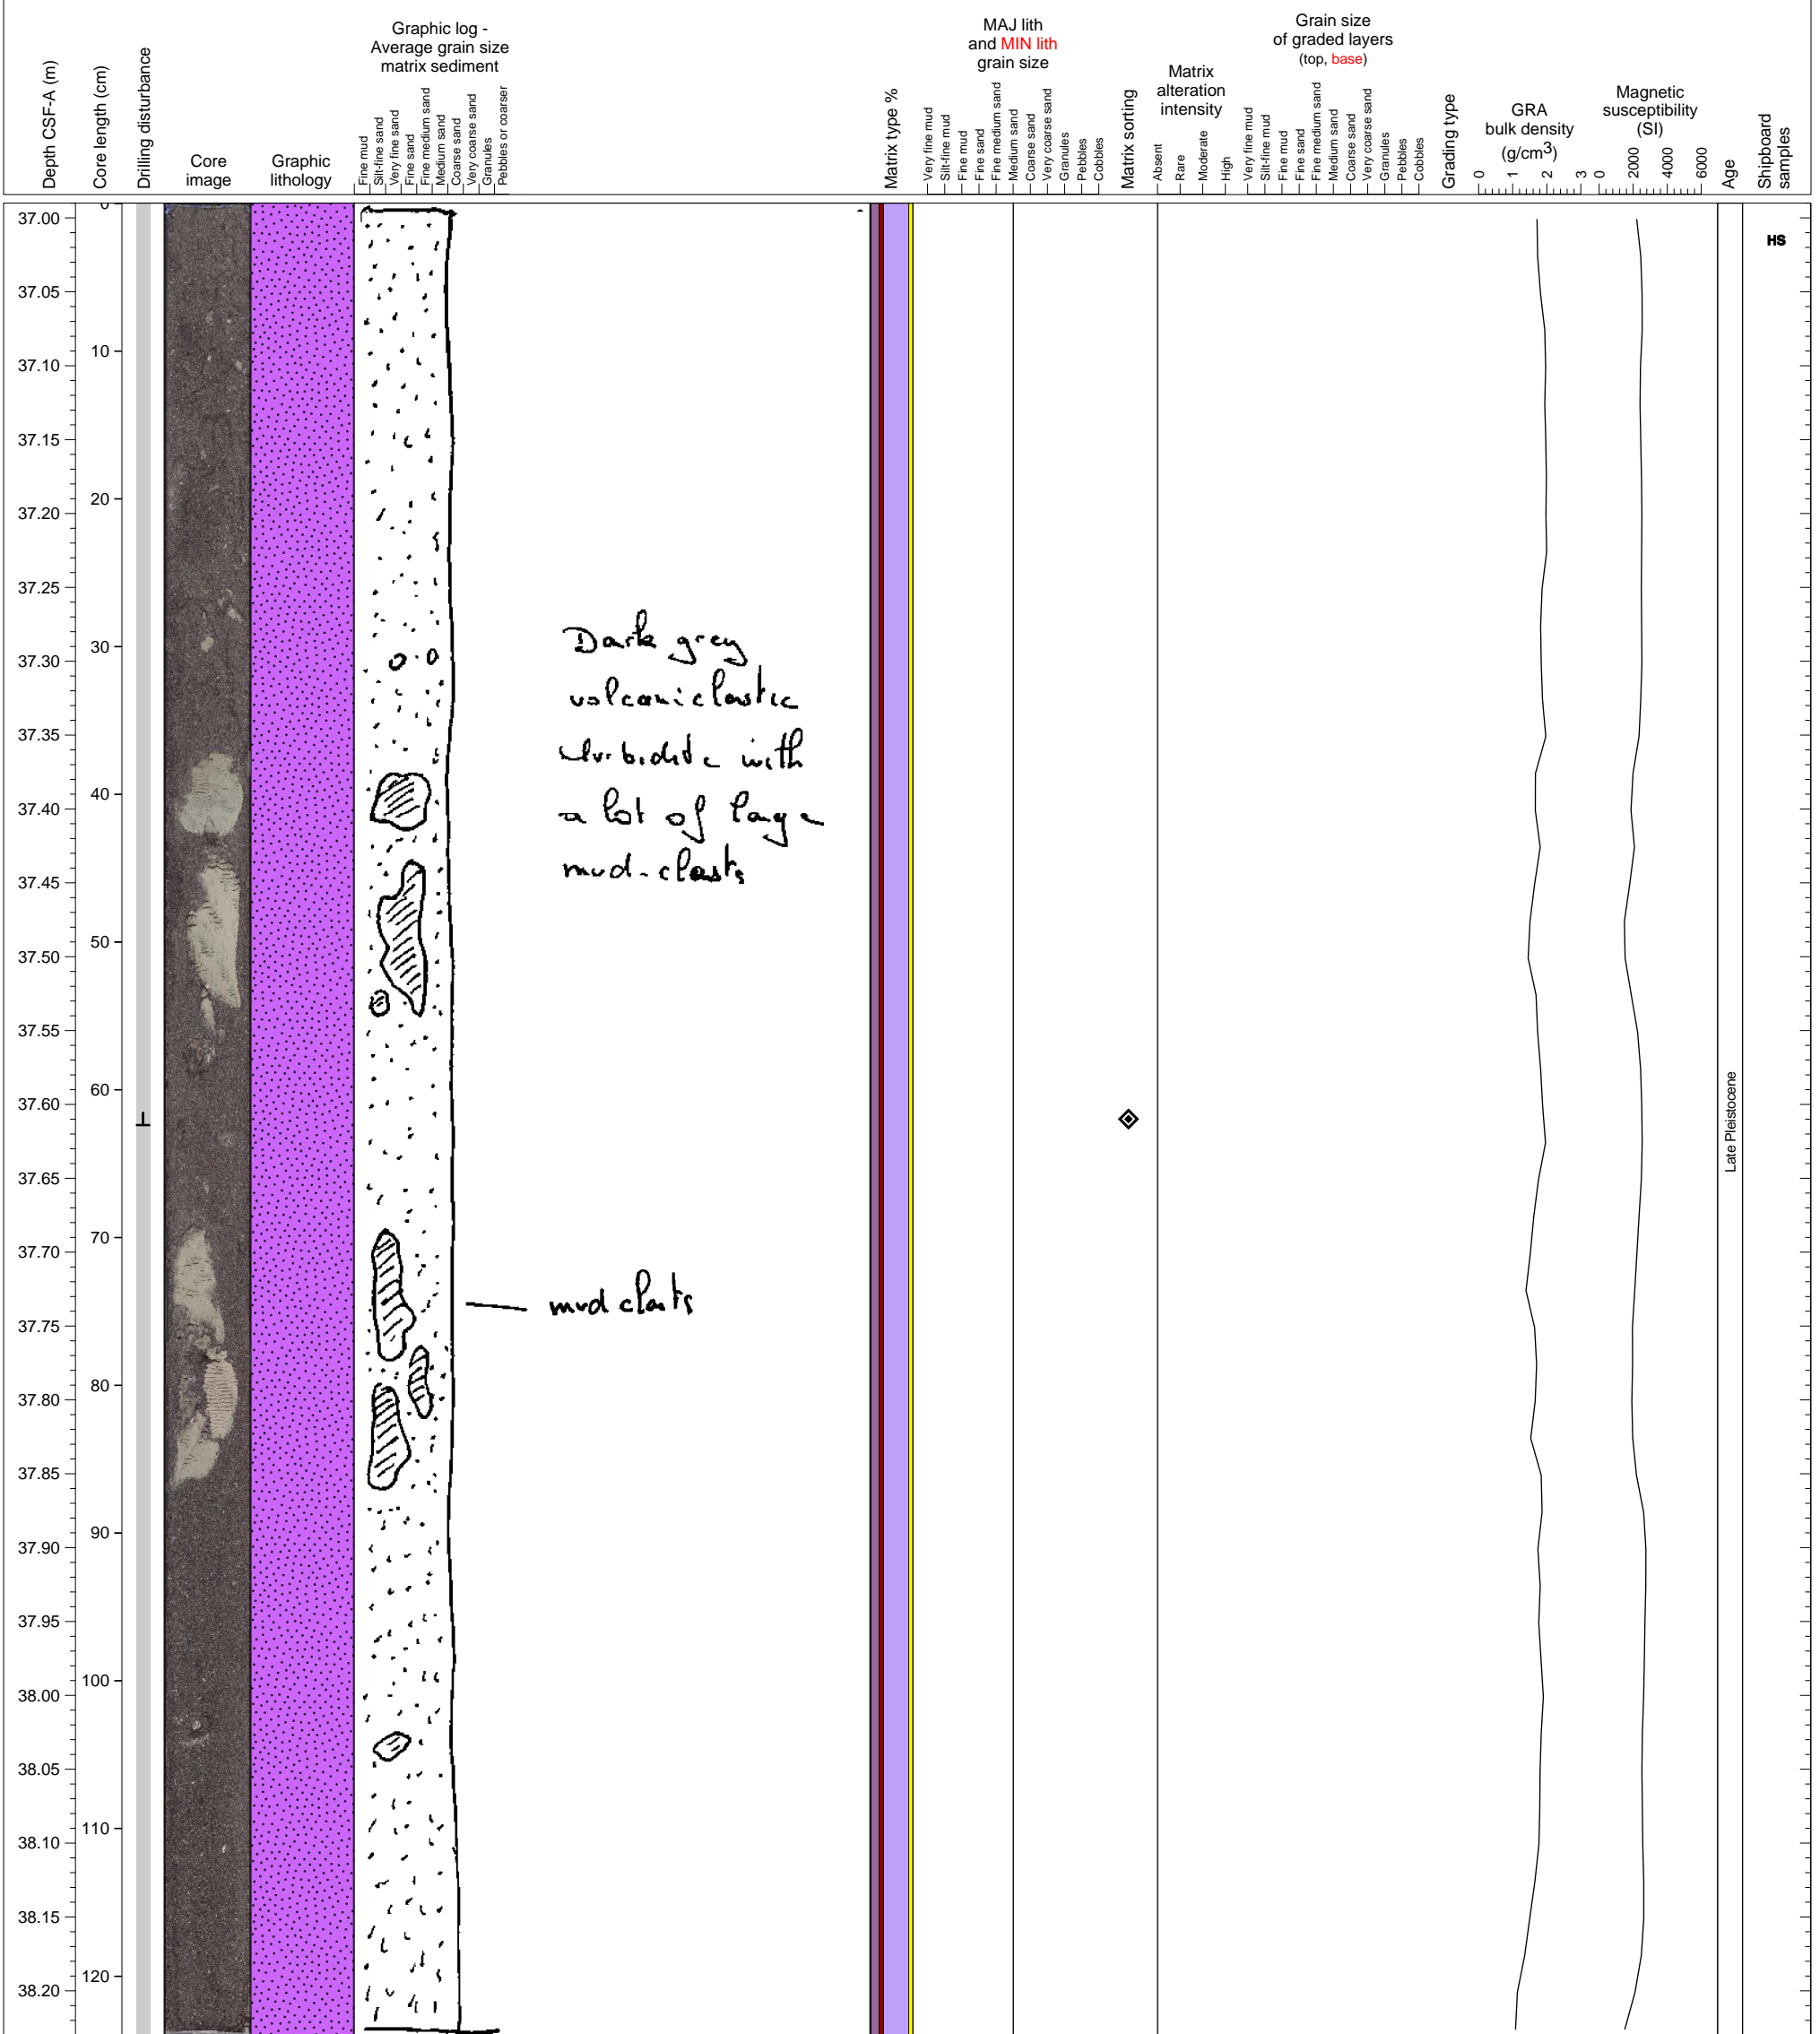 Graphic log -
Average grain size
matrix sediment
MAJ lith
and MIN lith
grain size
Grain size
of graded layers
(top, base)
Matrix
alteration
intensity
GRA
bulk density
(g/cm3)
Magnetic
susceptibility
(SI)
Depth CSF-A (m)
Core length (cm)
Drilling disturbance
Core
image
Graphic
lithology
Fine mud
Silt-fine sand
Very fine sand
Fine sand
Fine medium sand
Medium sand
Coarse sand
Very coarse sand
Granules
Pebbles or coarser
Matrix type %
Very fine mud
Silt-fine mud
Fine mud
Fine sand
Fine medium sand
Medium sand
Coarse sand
Very coarse sand
Granules
Pebbles
Cobbles
Matrix sorting
Absent
Rare
Moderate
High
Very fine mud
Silt-fine mud
Fine mud
Fine sand
Fine medium sand
Medium sand
Coarse sand
Very coarse sand
Granules
Pebbles
Cobbles
Grading type
0 1 2 3
0 2000 4000 6000
Age
Shipboard
samples
0
37.00
HS
37.05
10
37.10
37.15
20
37.20
37.25
30
37.30
37.35
40
37.40
37.45
50
37.50
37.55
60
37.60
37.65
70
37.70
37.75
80
37.80
37.85
90
37.90
37.95
100
38.00
38.05
110
38.10
38.15
120
38.20
Dark grey
volcaniclastic
turbidite with
a lot of large
mud-clasts
mud clasts
Late Pleistocene